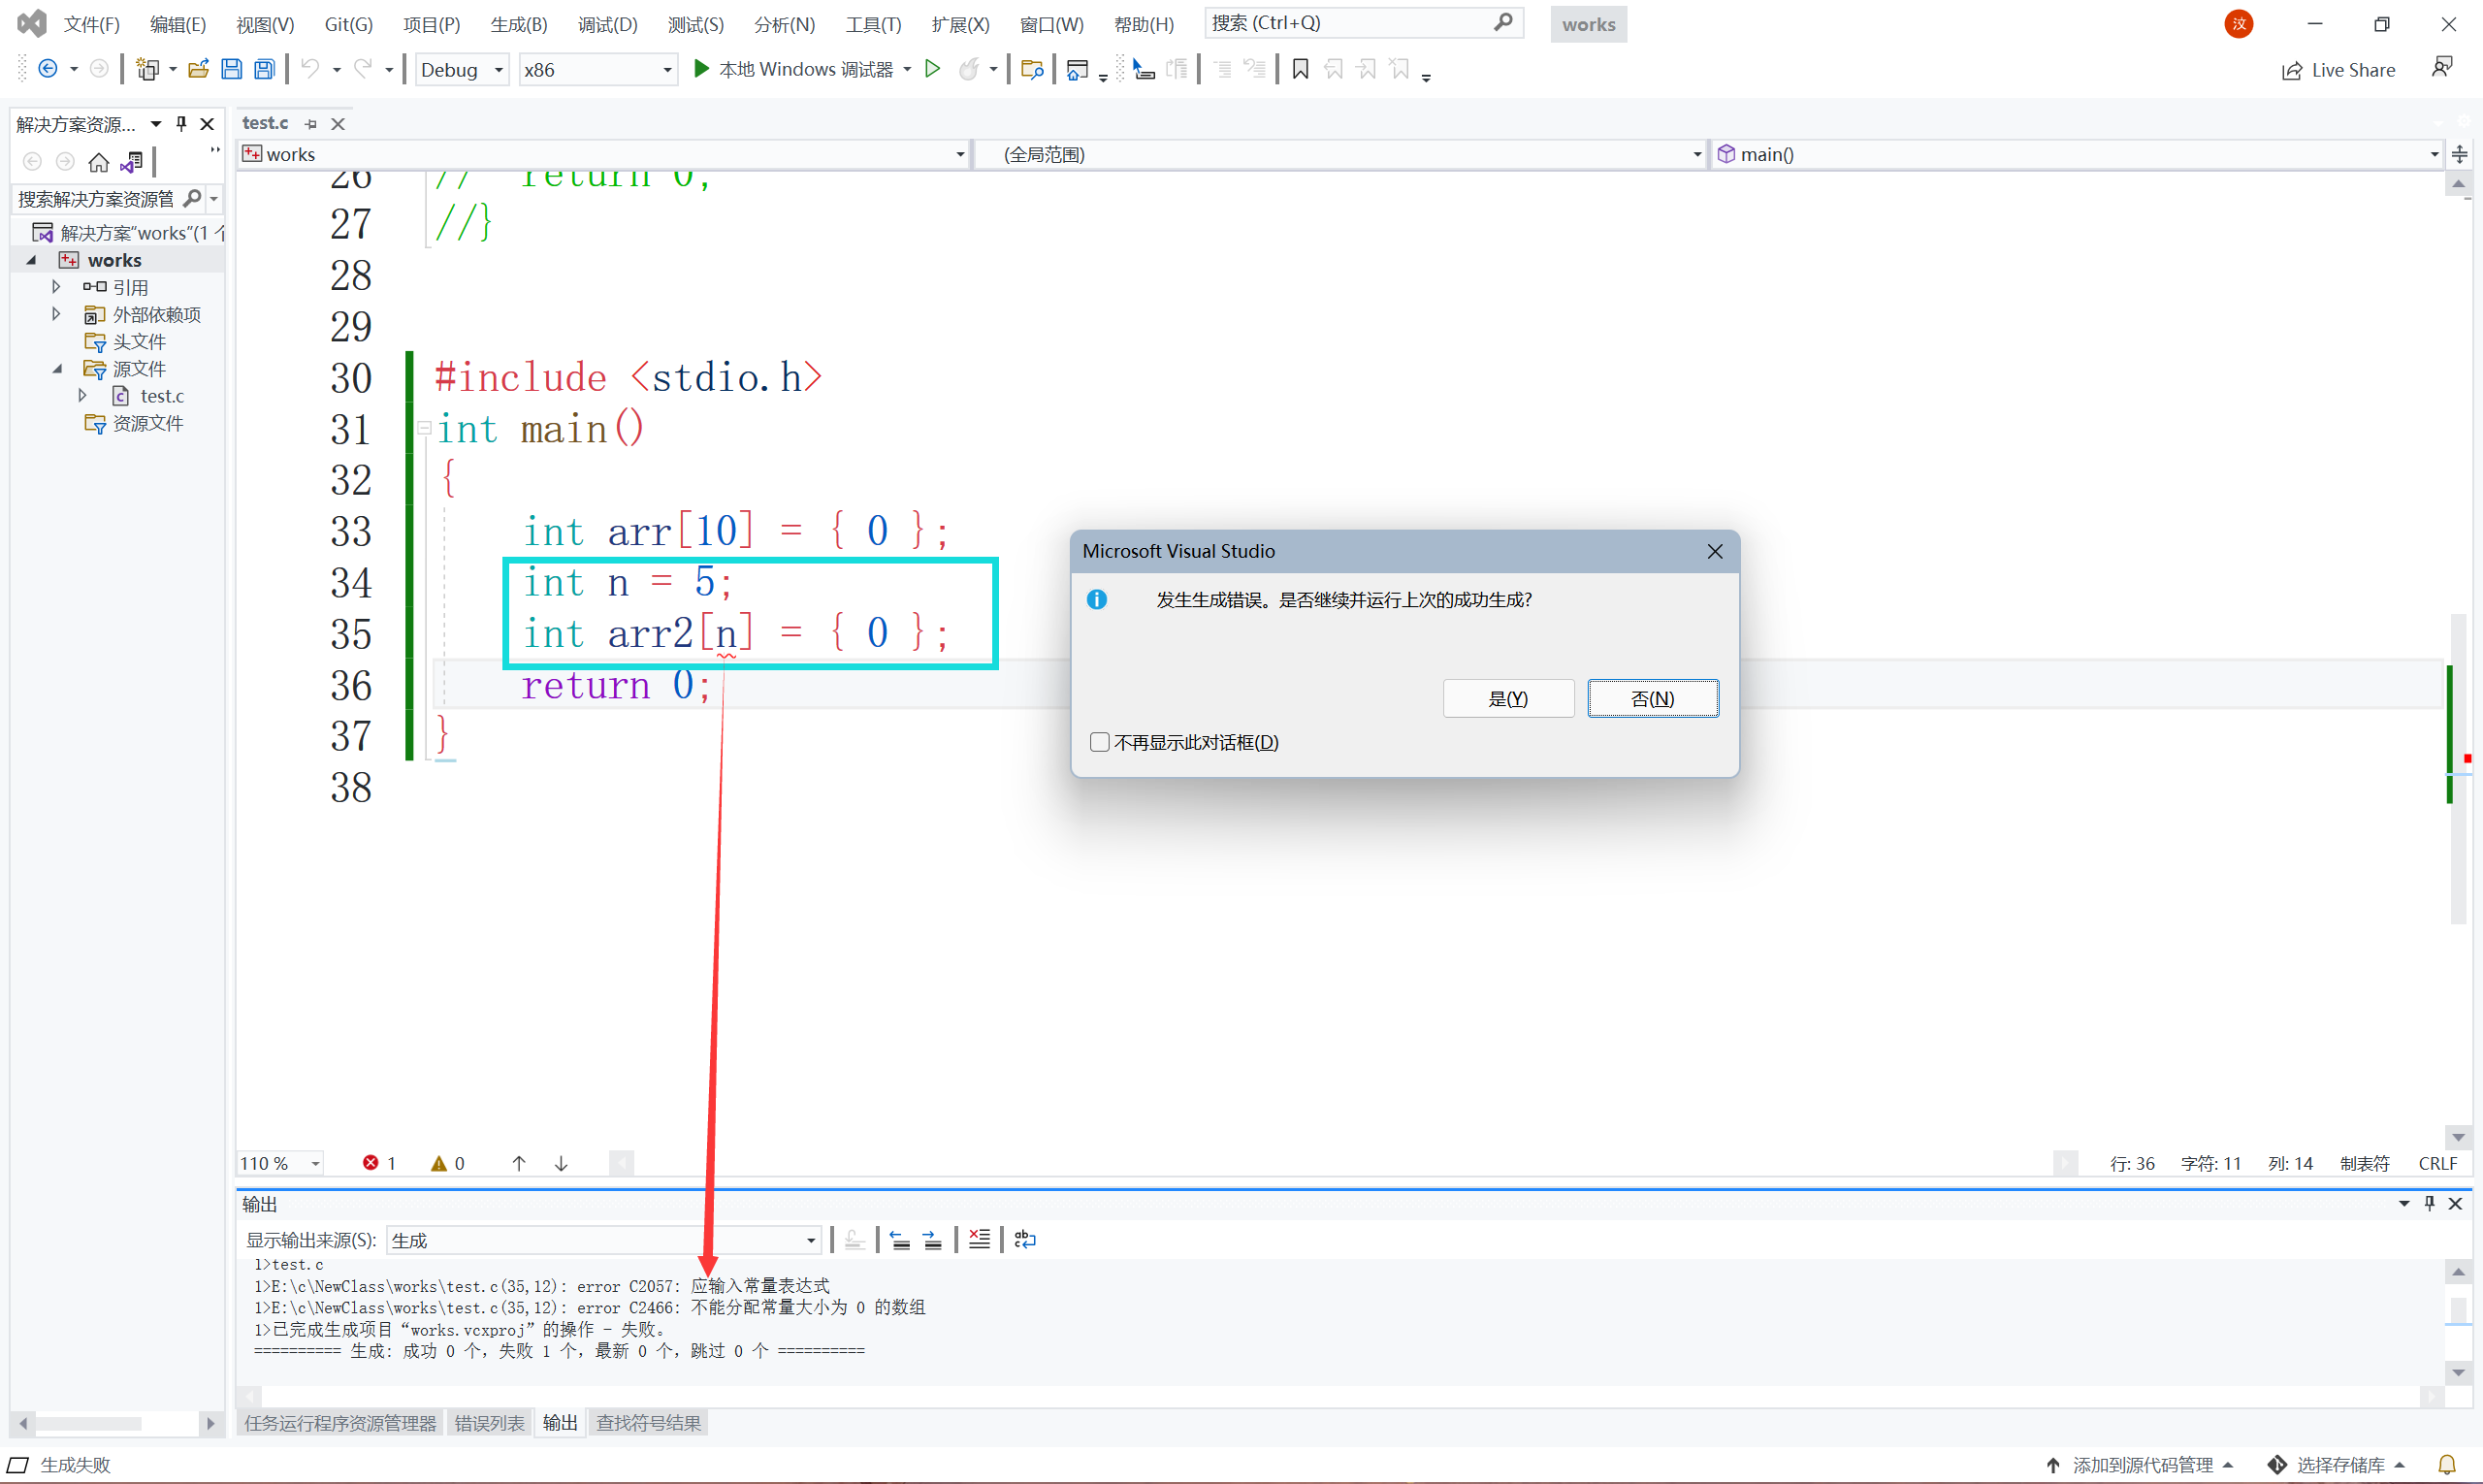 文件(F) 编辑(E) 视图(V) Git(G) 项目(P) 生成(B) 调试(D) 测试(S) 分析(N) 工具(T) 扩展(X) 窗口(W) 帮助(H) 搜索 (Ctrl+Q) works 汶
Debug x86 本地 Windows 调试器 Live Share
解决方案资源... test.c
works (全局范围) main()
搜索解决方案资源管
解决方案“works”(1 个
works
引用
外部依赖项
头文件
源文件
test.c
资源文件
26 // return 0;
27 //}
28
29
30 #include <stdio.h>
31 int main()
32 {
33 int arr[10] = { 0 };
34 int n = 5;
35 int arr2[n] = { 0 };
36 return 0;
37 }
38
Microsoft Visual Studio
发生生成错误。是否继续并运行上次的成功生成?
是(Y) 否(N)
不再显示此对话框(D)
110 % 1 0 行: 36 字符: 11 列: 14 制表符 CRLF
输出
显示输出来源(S): 生成
1>test.c
1>E:\c\NewClass\works\test.c(35,12): error C2057: 应输入常量表达式
1>E:\c\NewClass\works\test.c(35,12): error C2466: 不能分配常量大小为 0 的数组
1>已完成生成项目“works.vcxproj”的操作 - 失败。
========== 生成: 成功 0 个，失败 1 个，最新 0 个，跳过 0 个 ==========
任务运行程序资源管理器 错误列表 输出 查找符号结果
生成失败 添加到源代码管理 选择存储库